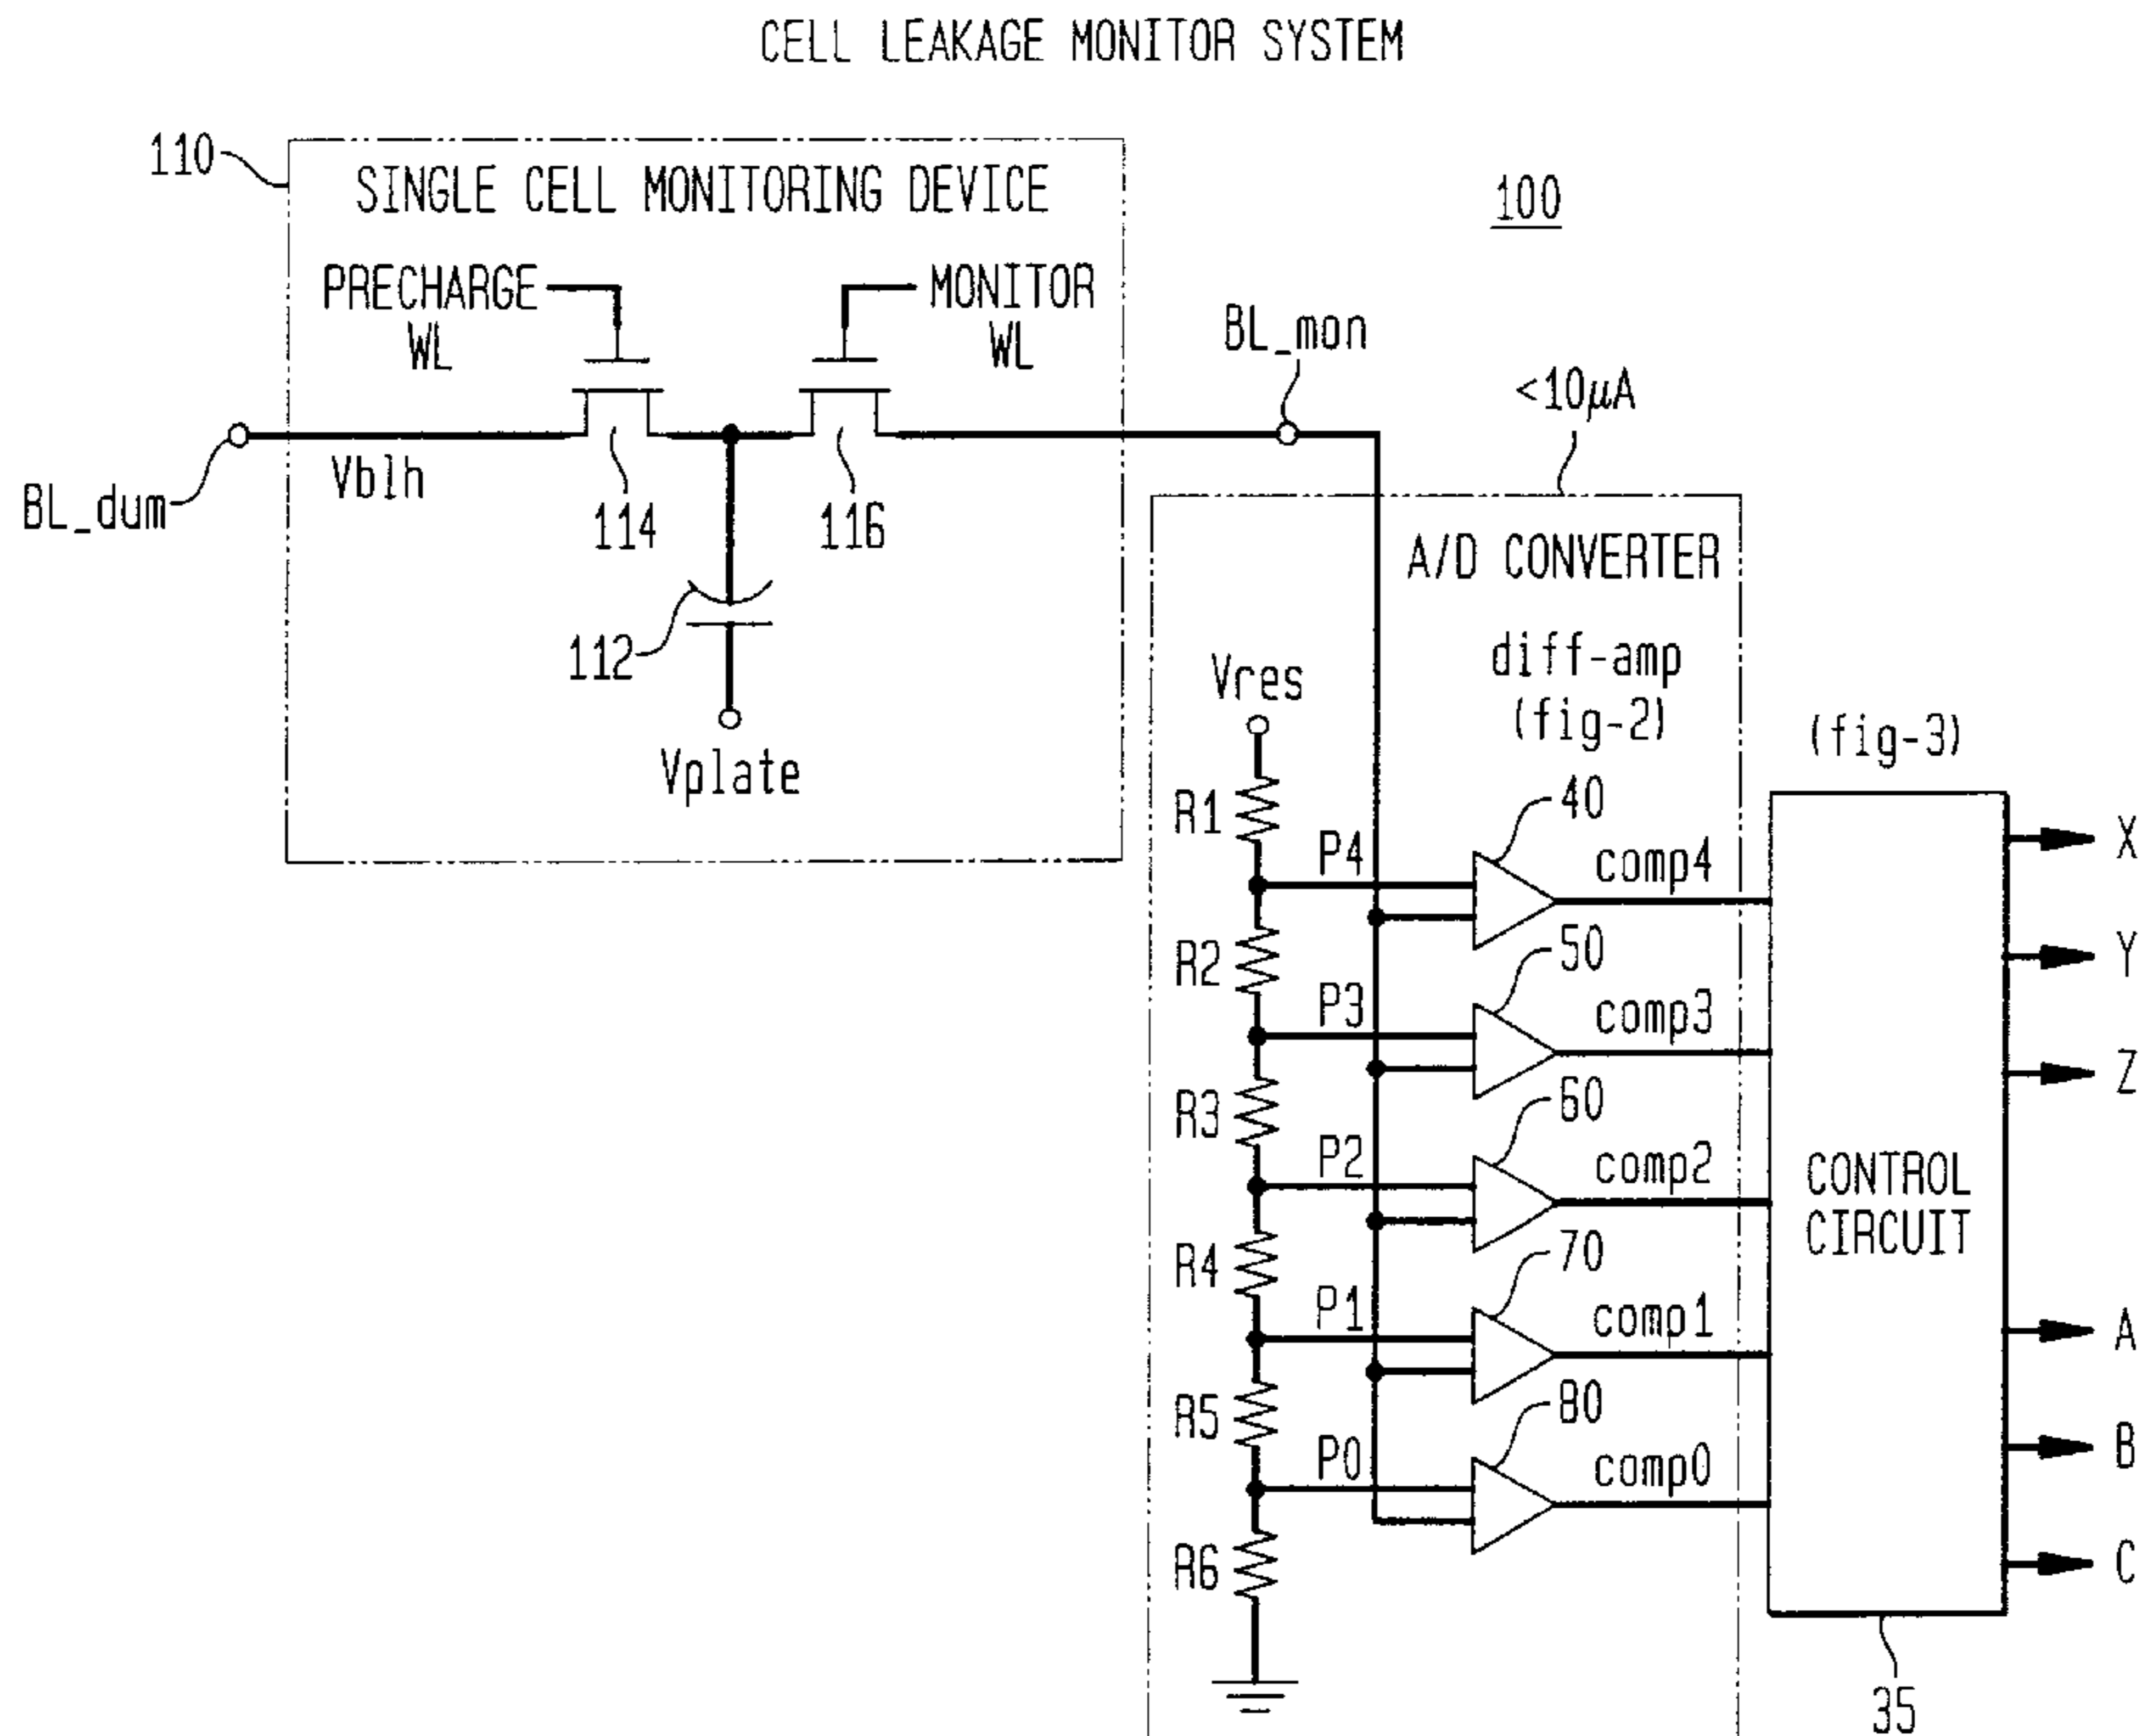 CELL LEAKAGE MONITOR SYSTEM
110
SINGLE CELL MONITORING DEVICE
100
PRECHARGE
WL
MONITOR
WL
BL_mon
<10μA
BL_dum
Vblh
114
116
112
Vplate
A/D CONVERTER
diff-amp
(fig-2)
(fig-3)
Vres
R1
P4
40
comp4
X
R2
50
Y
P3
comp3
R3
60
Z
P2
comp2
CONTROL
CIRCUIT
R4
70
P1
comp1
A
R5
80
B
P0
comp0
R6
C
35